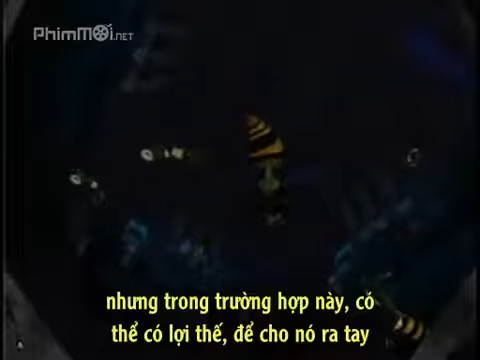 PhimMoi.NET
nhưng trong trường hợp này, có
thể có lợi thế, để cho nó ra tay